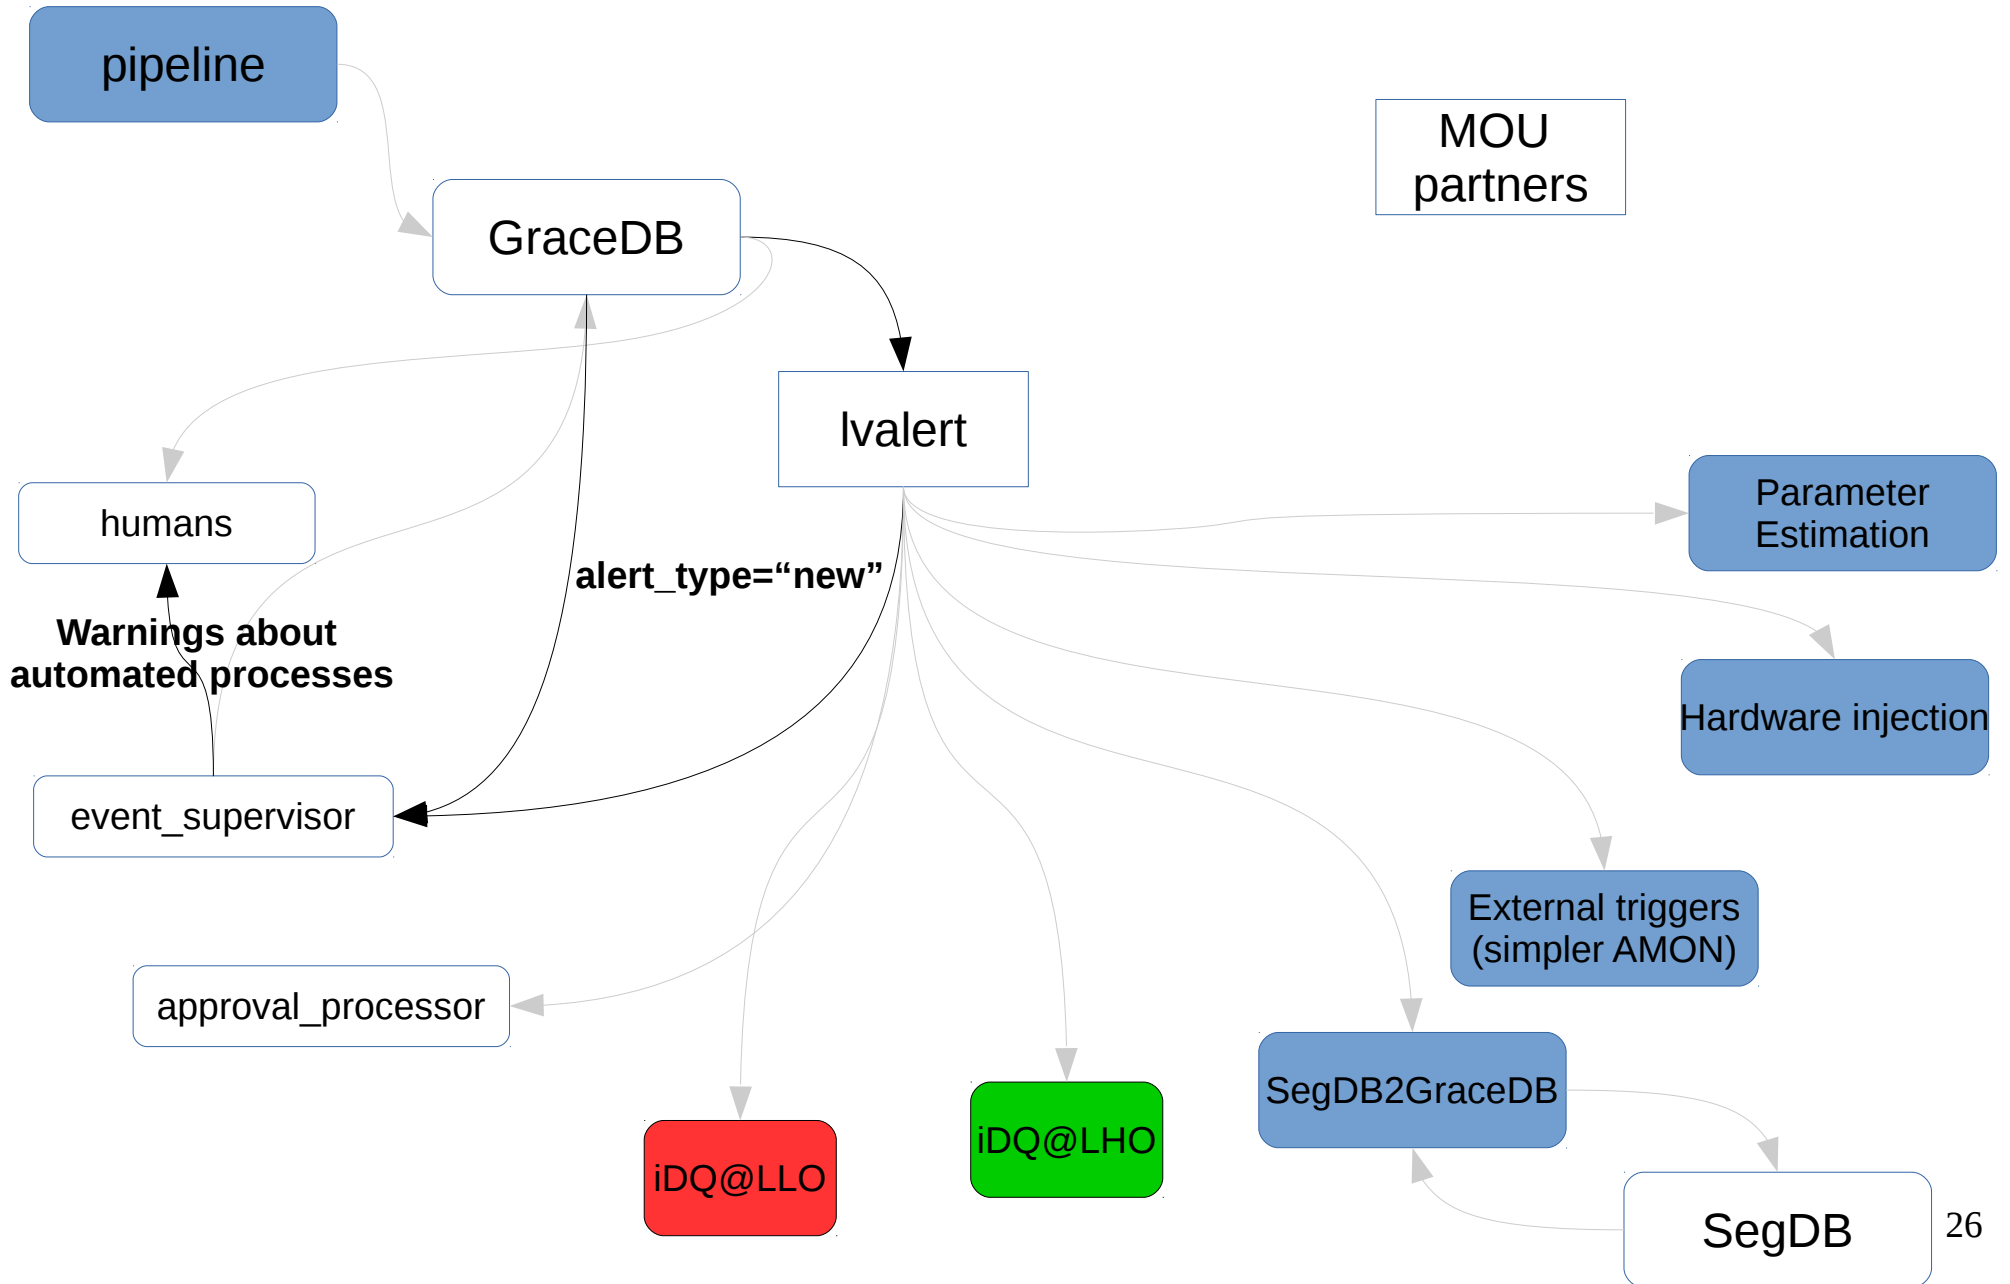 pipeline
MOU
partners
GraceDB
lvalert
humans
Parameter
Estimation
alert_type=“new”
Warnings about
automated processes
Hardware injection
event_supervisor
External triggers
(simpler AMON)
approval_processor
SegDB2GraceDB
iDQ@LHO
iDQ@LLO
SegDB
26